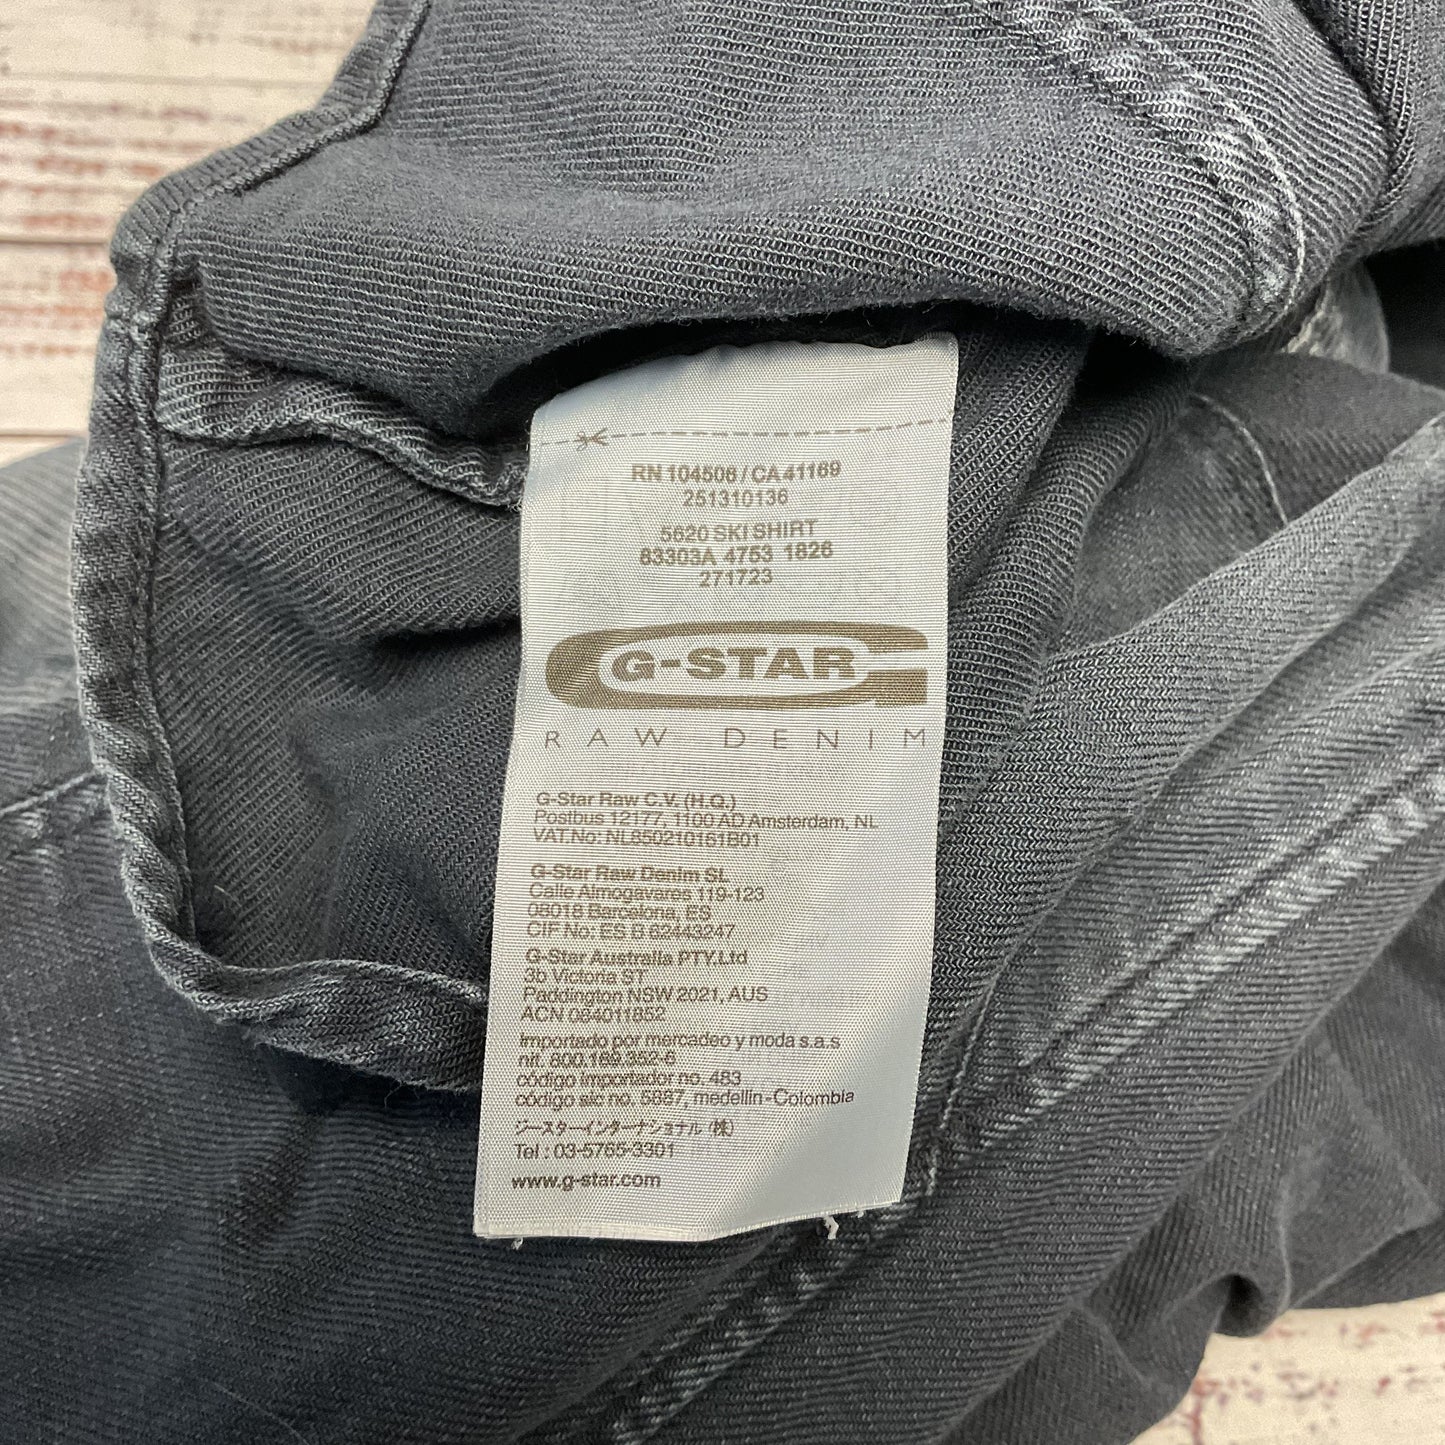 RN 104506 / CA 41169
251310136
5620 SKI SHIRT
83303A 4753 1826
271723
G-STAR
RAW DENIM
G-Star Raw C.V. (H.Q.)
Postbus 12177, 1100 AD Amsterdam, NL
VAT.No: NL850210151B01
G-Star Raw Denim SL
Calle Almogavares 119-123
08018 Barcelona, ES
CIF No: ES B 62443247
G-Star Australia PTY.Ltd
3b Victoria ST
Paddington NSW 2021, AUS
ACN 084011852
Importado por mercadeo y moda s.a.s
nit. 800.165.352-6
código importador no. 483
código sic no. 5887, medellin-Colombia
ジースターインターナショナル (株)
Tel : 03-5765-3301
www.g-star.com